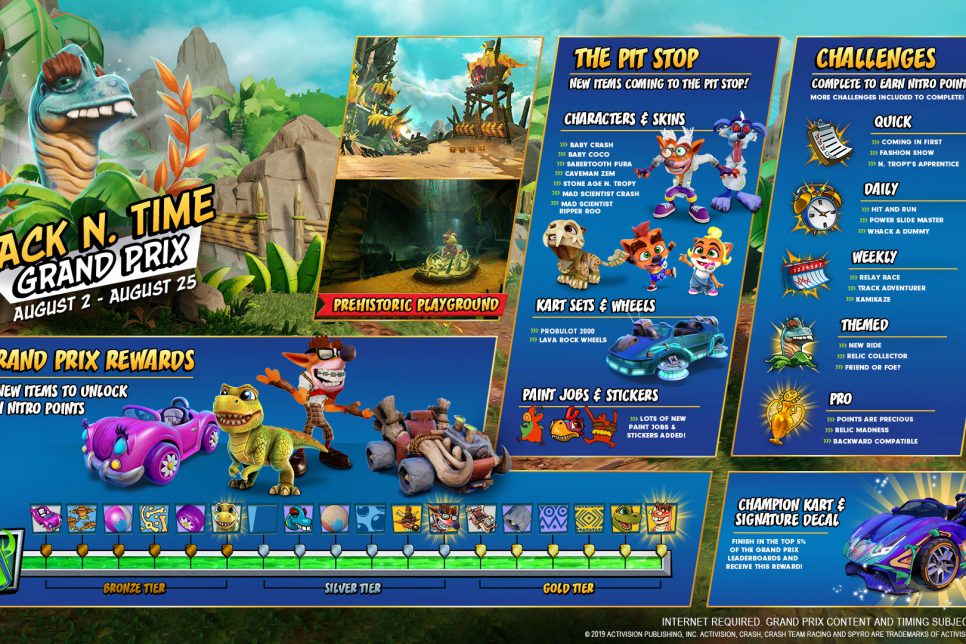 ACK N. TIME
GRAND PRIX
AUGUST 2 - AUGUST 25
PREHISTORIC PLAYGROUND
THE PIT STOP
NEW ITEMS COMING TO THE PIT STOP!
CHARACTERS & SKINS
BABY CRASH
BABY COCO
SABERTOOTH PURA
CAVEMAN ZEM
STONE AGE N. TROPY
MAD SCIENTIST CRASH
MAD SCIENTIST
RIPPER ROO
KART SETS & WHEELS
PROBULOT 2000
LAVA ROCK WHEELS
PAINT JOBS & STICKERS
LOTS OF NEW
PAINT JOBS &
STICKERS ADDED!
CHALLENGES
COMPLETE TO EARN NITRO POINT
MORE CHALLENGES INCLUDED TO COMPLETE!
QUICK
COMING IN FIRST
FASHION SHOW
N. TROPY'S APPRENTICE
DAILY
HIT AND RUN
POWER SLIDE MASTER
WHACK A DUMMY
WEEKLY
RELAY RACE
TRACK ADVENTURER
KAMIKAZE
THEMED
NEW RIDE
RELIC COLLECTOR
FRIEND OR FOE?
PRO
POINTS ARE PRECIOUS
RELIC MADNESS
BACKWARD COMPATIBLE
RAND PRIX REWARDS
NEW ITEMS TO UNLOCK
NITRO POINTS
BRONZE TIER
SILVER TIER
GOLD TIER
CHAMPION KART &
SIGNATURE DECAL
FINISH IN THE TOP 5%
OF THE GRAND PRIX
LEADERBOARDS AND
RECEIVE THIS REWARD!
INTERNET REQUIRED. GRAND PRIX CONTENT AND TIMING SUBJEC
© 2019 ACTIVISION PUBLISHING, INC. ACTIVISION, CRASH, CRASH TEAM RACING AND SPYRO ARE TRADEMARKS OF ACTIV